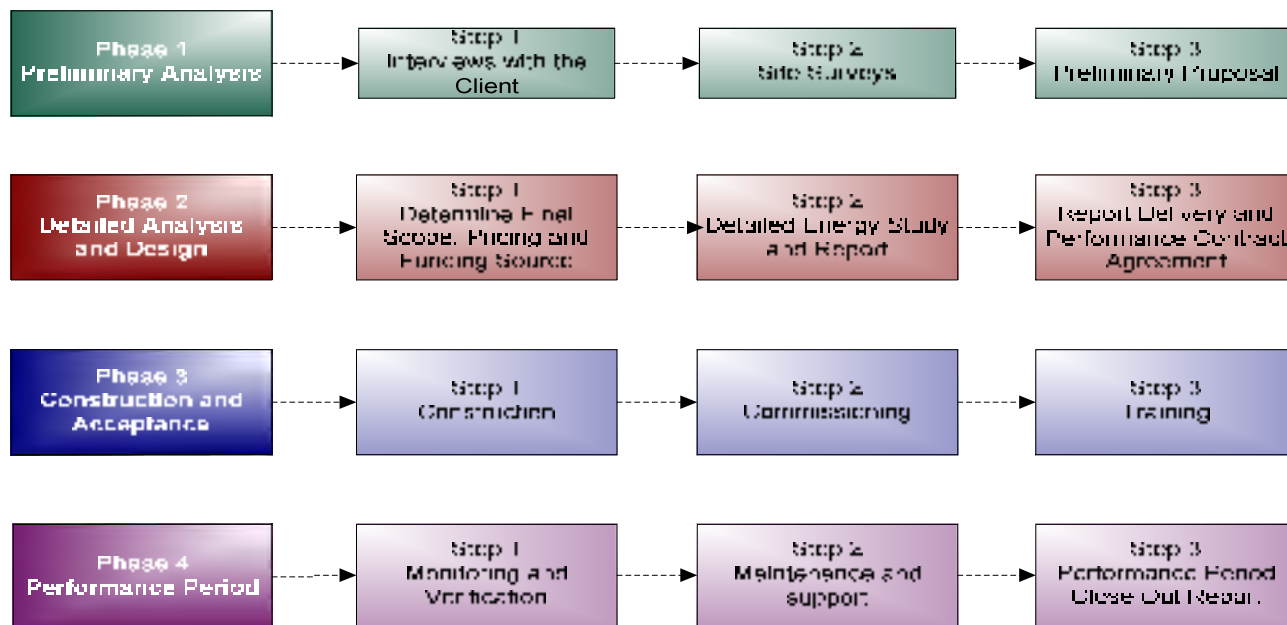 Phase 1
Preliminary Analysis
Step 1
Interviews with the
Client
Step 2
Site Surveys
Step 3
Preliminary Proposal
Phase 2
Detailed Analysis
and Design
Step 1
Determine Final
Scope, Pricing and
Funding Source
Step 2
Detailed Energy Study
and Report
Step 3
Report Delivery and
Performance Contract
Agreement
Phase 3
Construction and
Acceptance
Step 1
Construction
Step 2
Commissioning
Step 3
Training
Phase 4
Performance Period
Step 1
Monitoring and
Verification
Step 2
Maintenance and
support
Step 3
Performance Period
Close Out Report